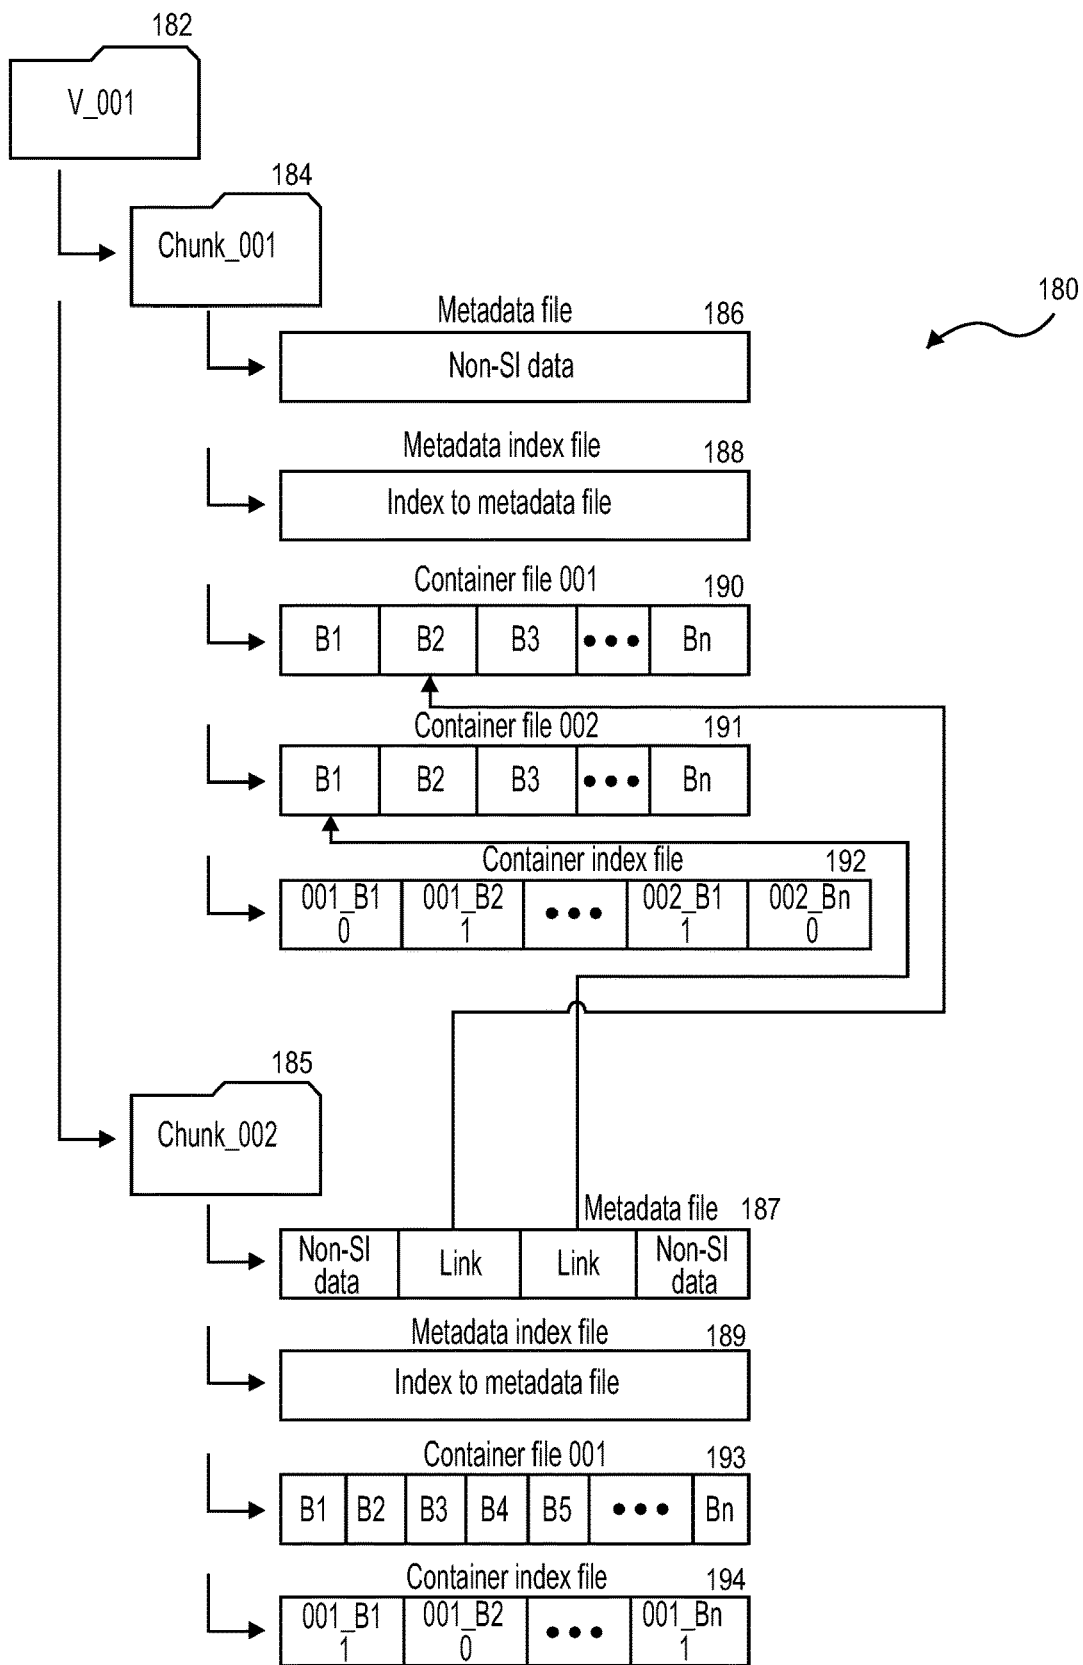 182
V_001
184
Chunk_001
180
Metadata file 186
Non-SI data
Metadata index file 188
Index to metadata file
Container file 001 190
B1 B2 B3 ••• Bn
Container file 002 191
B1 B2 B3 ••• Bn
Container index file 192
001_B1 001_B2 ••• 002_B1 002_Bn
0 1 1 0
185
Chunk_002
Metadata file 187
Non-SI Link Link Non-SI
data data
Metadata index file 189
Index to metadata file
Container file 001 193
B1 B2 B3 B4 B5 ••• Bn
Container index file 194
001_B1 001_B2 ••• 001_Bn
1 0 1